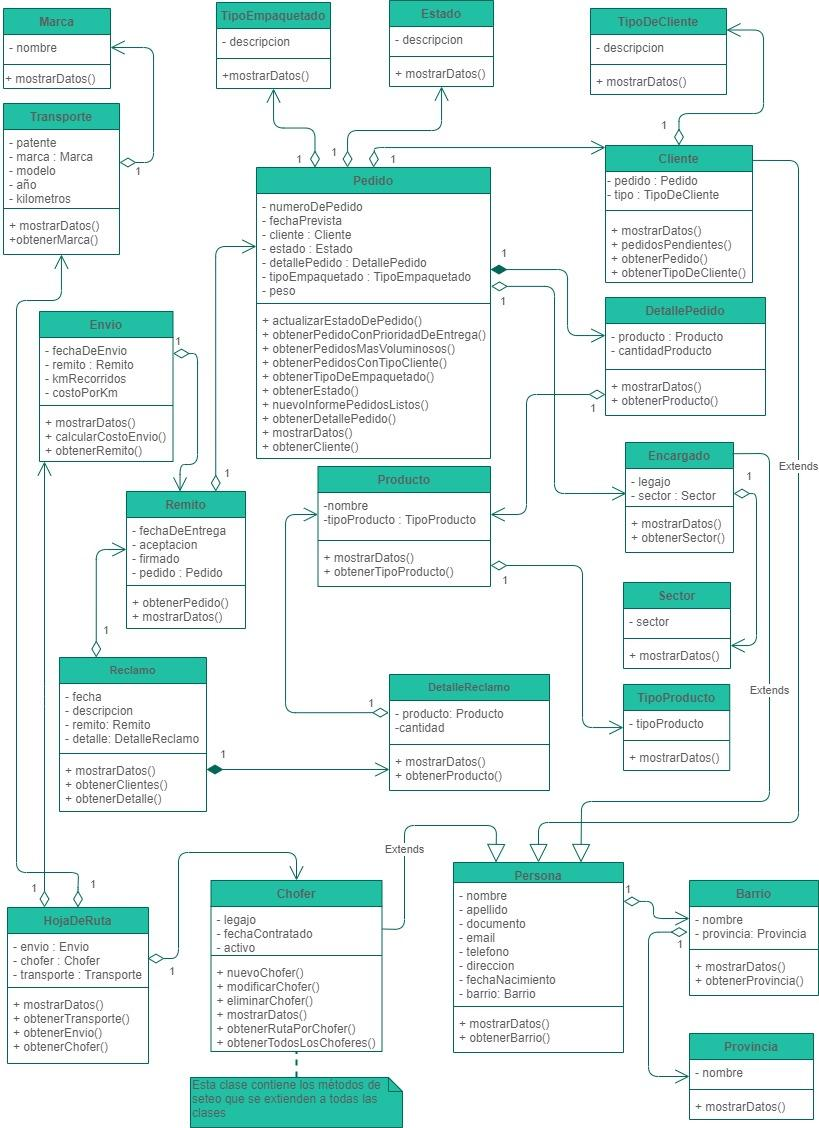 Marca
- nombre
+ mostrarDatos()
TipoEmpaquetado
- descripcion
+mostrarDatos()
Estado
- descripcion
+ mostrarDatos()
TipoDeCliente
- descripcion
+ mostrarDatos()
Transporte
- patente
- marca : Marca
- modelo
- año
- kilometros
+ mostrarDatos()
+obtenerMarca()
1
1
1
1
1
Pedido
- numeroDePedido
- fechaPrevista
- cliente : Cliente
- estado : Estado
- detallePedido : DetallePedido
- tipoEmpaquetado : TipoEmpaquetado
- peso
+ actualizarEstadoDePedido()
+ obtenerPedidoConPrioridadDeEntrega()
+ obtenerPedidosMasVoluminosos()
+ obtenerPedidosConTipoCliente()
+ obtenerTipoDeEmpaquetado()
+ obtenerEstado()
+ nuevoInformePedidosListos()
+ obtenerDetallePedido()
+ mostrarDatos()
+ obtenerCliente()
1
1
Cliente
- pedido : Pedido
- tipo : TipoDeCliente
+ mostrarDatos()
+ pedidosPendientes()
+ obtenerPedido()
+ obtenerTipoDeCliente()
DetallePedido
- producto : Producto
- cantidadProducto
+ mostrarDatos()
+ obtenerProducto()
1
Envio
- fechaDeEnvio
- remito : Remito
- kmRecorridos
- costoPorKm
+ mostrarDatos()
+ calcularCostoEnvio()
+ obtenerRemito()
1
Encargado
- legajo
- sector : Sector
+ mostrarDatos()
+ obtenerSector()
1
Extends
Remito
- fechaDeEntrega
- aceptacion
- firmado
- pedido : Pedido
+ obtenerPedido()
+ mostrarDatos()
1
Producto
-nombre
-tipoProducto : TipoProducto
+ mostrarDatos()
+ obtenerTipoProducto()
1
Sector
- sector
+ mostrarDatos()
1
Reclamo
- fecha
- descripcion
- remito: Remito
- detalle: DetalleReclamo
+ mostrarDatos()
+ obtenerClientes()
+ obtenerDetalle()
1
DetalleReclamo
- producto: Producto
-cantidad
+ mostrarDatos()
+ obtenerProducto()
1
TipoProducto
- tipoProducto
+ mostrarDatos()
Extends
Extends
1
1
HojaDeRuta
- envio : Envio
- chofer : Chofer
- transporte : Transporte
+ mostrarDatos()
+ obtenerTransporte()
+ obtenerEnvio()
+ obtenerChofer()
1
Chofer
- legajo
- fechaContratado
- activo
+ nuevoChofer()
+ modificarChofer()
+ eliminarChofer()
+ mostrarDatos()
+ obtenerRutaPorChofer()
+ obtenerTodosLosChoferes()
Persona
- nombre
- apellido
- documento
- email
- telefono
- direccion
- fechaNacimiento
- barrio: Barrio
+ mostrarDatos()
+ obtenerBarrio()
1
Barrio
- nombre
- provincia: Provincia
+ mostrarDatos()
+ obtenerProvincia()
1
Provincia
- nombre
+ mostrarDatos()
Esta clase contiene los métodos de
seteo que se extienden a todas las
clases